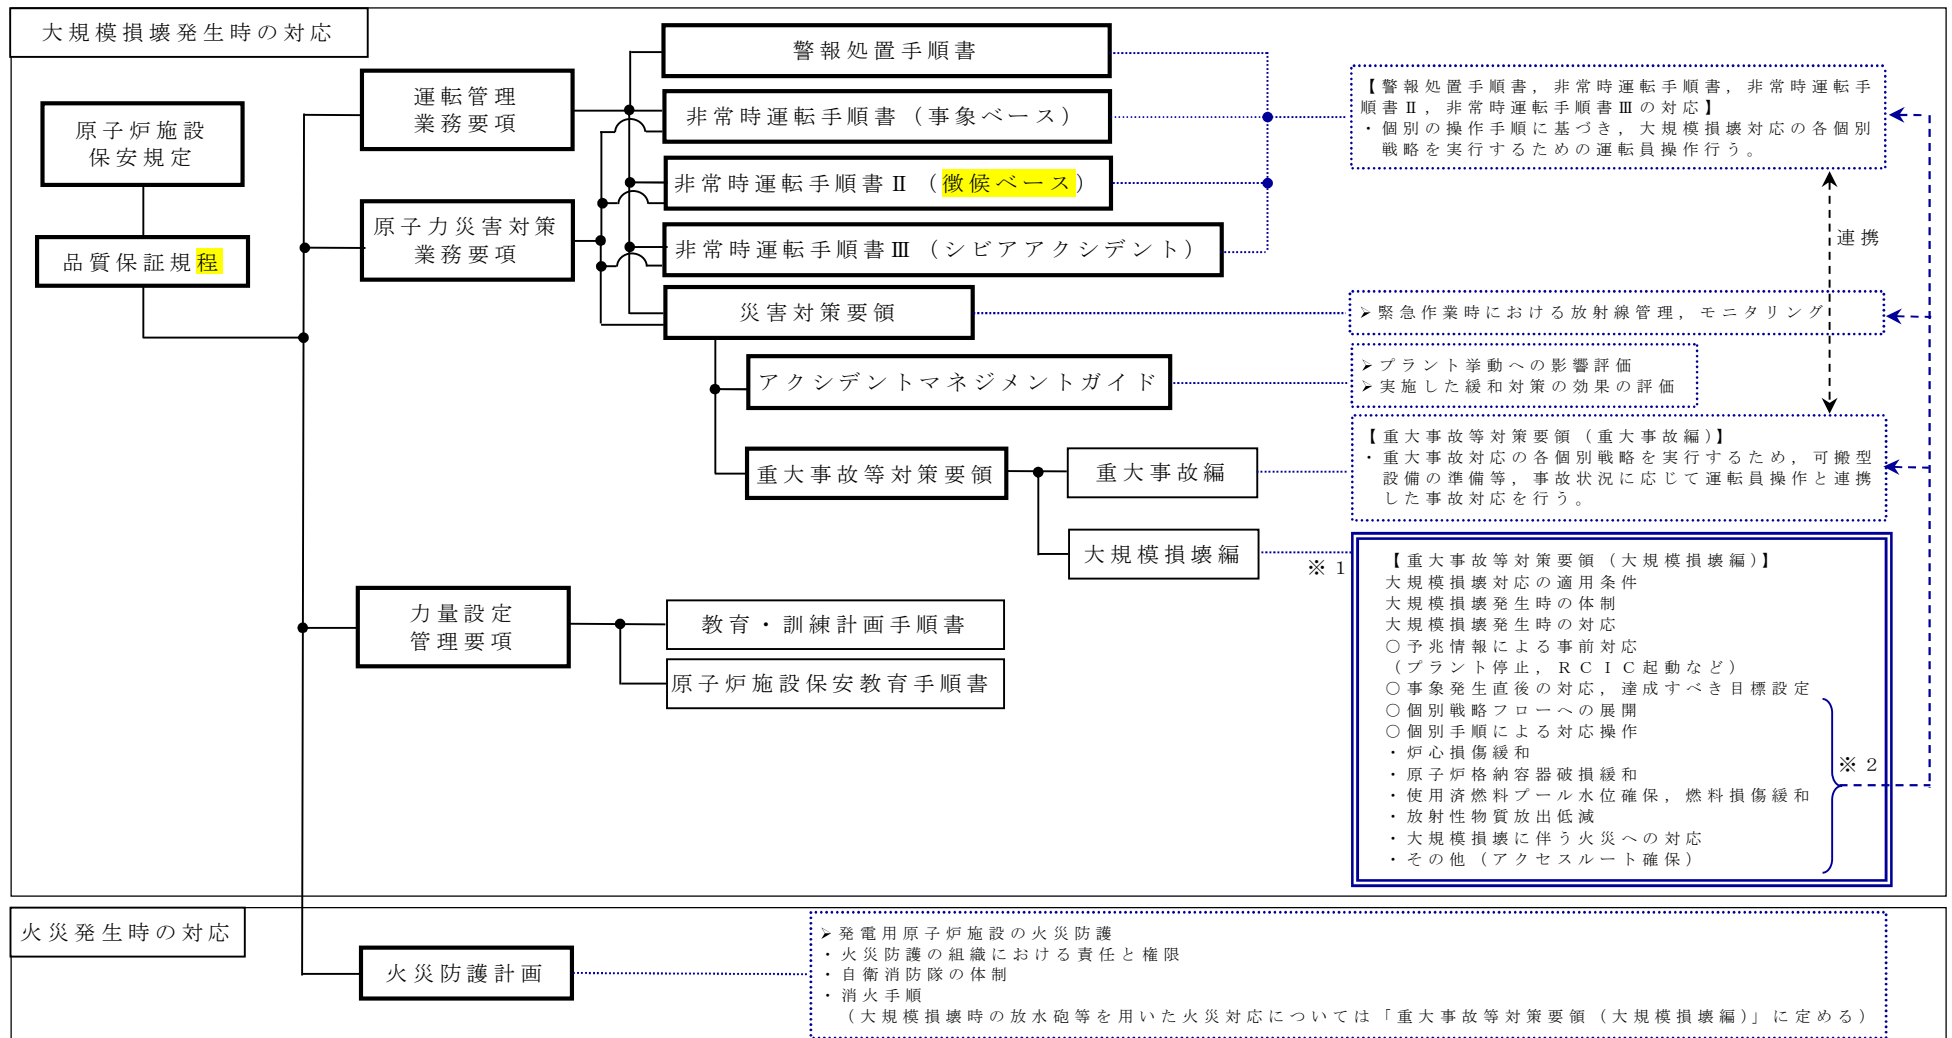 大規模損壊発生時の対応
原子炉施設
保安規定
品質保証規程
運転管理
業務要項
原子力災害対策
業務要項
力量設定
管理要項
警報処置手順書
非常時運転手順書（事象ベース）
非常時運転手順書Ⅱ（徴候ベース）
非常時運転手順書Ⅲ（シビアアクシデント）
災害対策要領
アクシデントマネジメントガイド
重大事故等対策要領
重大事故編
大規模損壊編
教育・訓練計画手順書
原子炉施設保安教育手順書
【警報処置手順書，非常時運転手順書，非常時運転手
順書Ⅱ，非常時運転手順書Ⅲの対応】
・個別の操作手順に基づき，大規模損壊対応の各個別
戦略を実行するための運転員操作行う。
連携
➢緊急作業時における放射線管理，モニタリング
➢プラント挙動への影響評価
➢実施した緩和対策の効果の評価
【重大事故等対策要領（重大事故編）】
・重大事故対応の各個別戦略を実行するため，可搬型
設備の準備等，事故状況に応じて運転員操作と連携
した事故対応を行う。
※１
【重大事故等対策要領（大規模損壊編）】
大規模損壊対応の適用条件
大規模損壊発生時の体制
大規模損壊発生時の対応
○予兆情報による事前対応
（プラント停止，ＲＣＩＣ起動など）
○事象発生直後の対応，達成すべき目標設定
○個別戦略フローへの展開
○個別手順による対応操作
・炉心損傷緩和
・原子炉格納容器破損緩和
・使用済燃料プール水位確保，燃料損傷緩和
・放射性物質放出低減
・大規模損壊に伴う火災への対応
・その他（アクセスルート確保）
※２
火災発生時の対応
火災防護計画
➢発電用原子炉施設の火災防護
・火災防護の組織における責任と権限
・自衛消防隊の体制
・消火手順
（大規模損壊時の放水砲等を用いた火災対応については「重大事故等対策要領（大規模損壊編）」に定める）